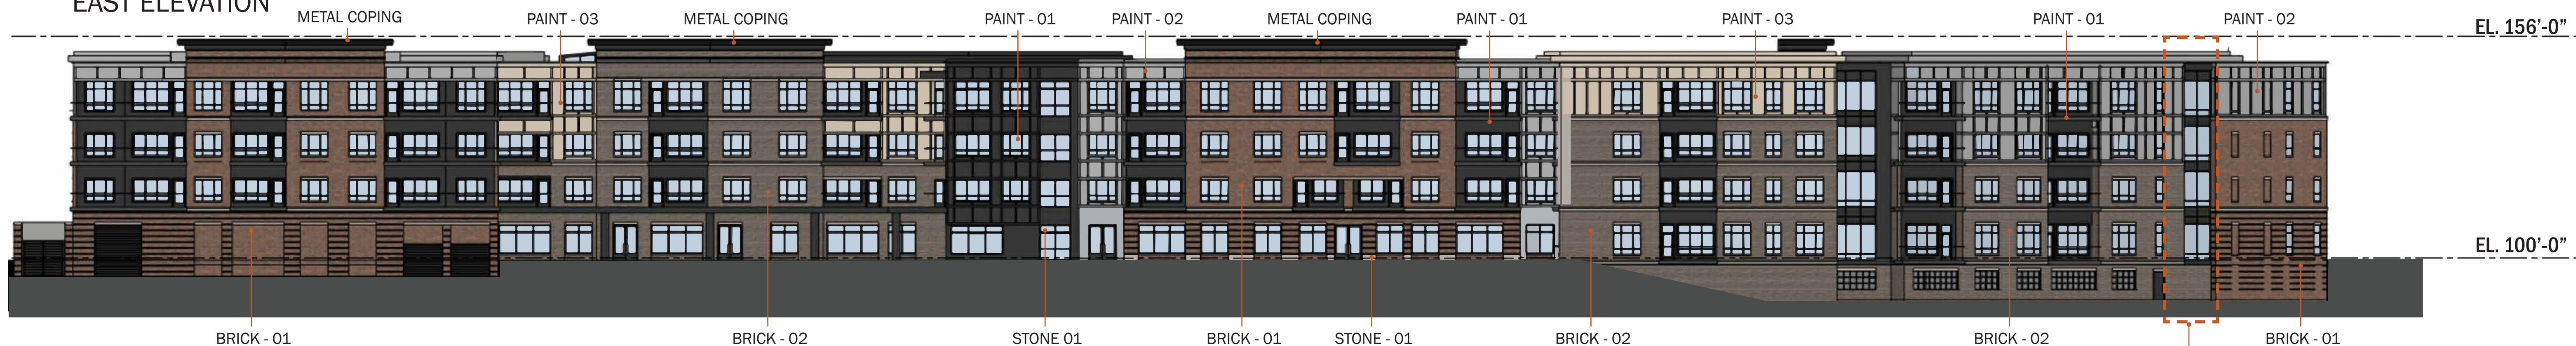 EAST ELEVATION
METAL COPING
PAINT - 03
METAL COPING
PAINT - 01
PAINT - 02
METAL COPING
PAINT - 01
PAINT - 03
PAINT - 01
PAINT - 02
EL. 156’-0”
EL. 100’-0”
BRICK - 01
BRICK - 02
STONE 01
BRICK - 01
STONE - 01
BRICK - 02
BRICK - 02
BRICK - 01